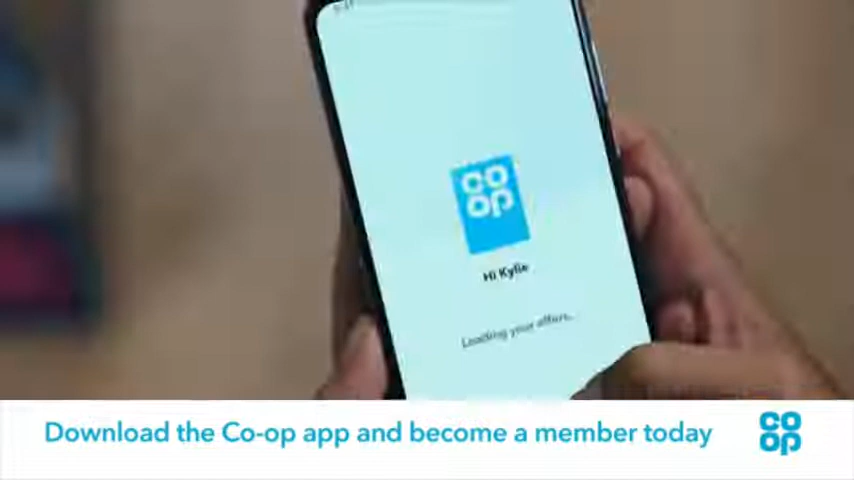 co
op
Hi Kylie
Loading your offers...
Download the Co-op app and become a member today
co
op